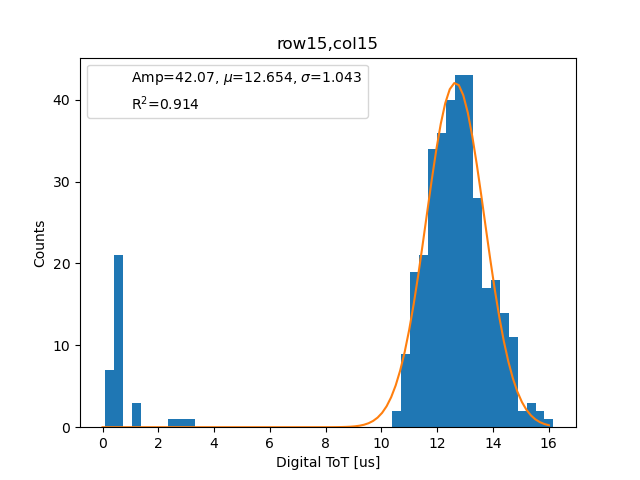 row15,col15
Amp=42.07, μ=12.654, σ=1.043
R²=0.914
Counts
40
30
20
10
0
0 2 4 6 8 10 12 14 16
Digital ToT [us]